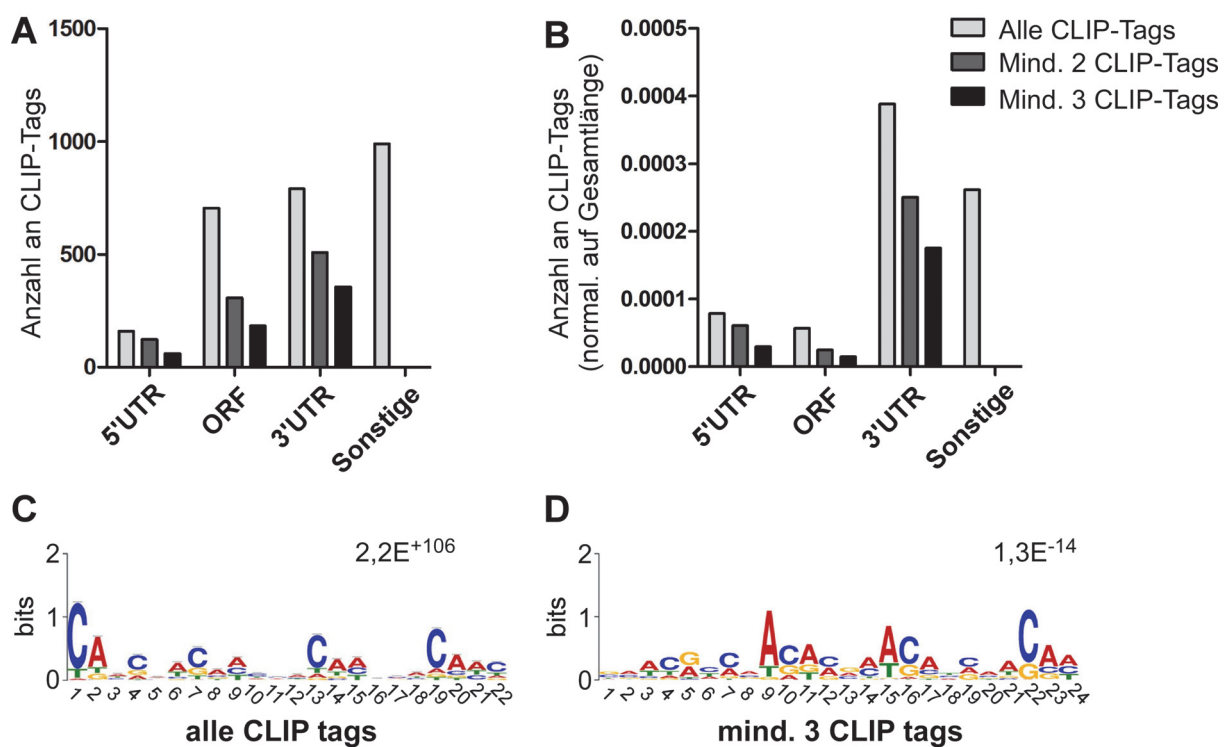 A
1500
1000
500
0
Anzahl an CLIP-Tags
5'UTR
ORF
3'UTR
Sonstige
B
0.0005
0.0004
0.0003
0.0002
0.0001
0.0000
Anzahl an CLIP-Tags
(normal. auf Gesamtlänge)
5'UTR
ORF
3'UTR
Sonstige
Alle CLIP-Tags
Mind. 2 CLIP-Tags
Mind. 3 CLIP-Tags
C
2,2E+106
2
1
0
bits
1 2 3 4 5 6 7 8 9 10 11 12 13 14 15 16 17 18 19 20 21 22
alle CLIP tags
D
1,3E-14
2
1
0
bits
1 2 3 4 5 6 7 8 9 10 11 12 13 14 15 16 17 18 19 20 21 22 23 24
mind. 3 CLIP tags